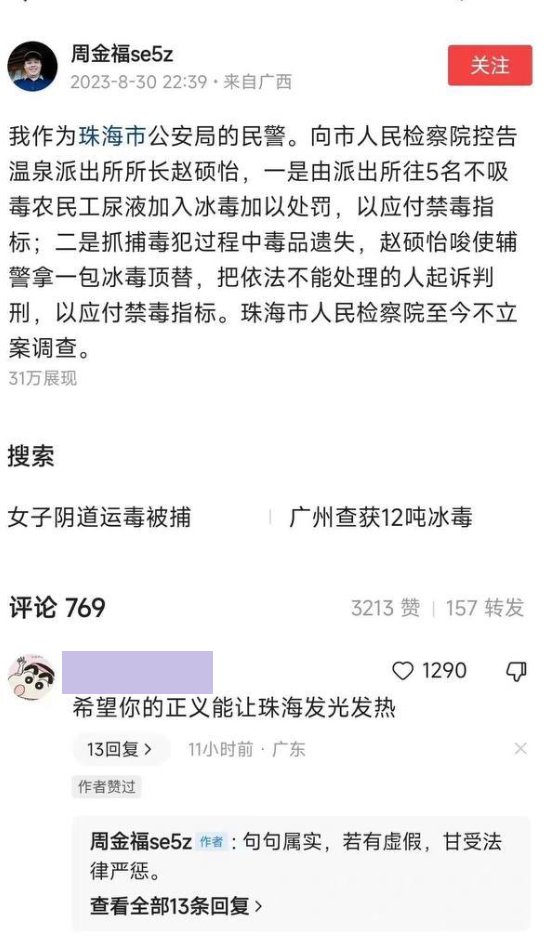 周金福se5z
2023-8-30 22:39·来自广西
关注
我作为珠海市公安局的民警。向市人民检察院控告
温泉派出所所长赵硕怡，一是由派出所往5名不吸
毒农民工尿液加入冰毒加以处罚，以应付禁毒指
标；二是抓捕毒犯过程中毒品遗失，赵硕怡唆使辅
警拿一包冰毒顶替，把依法不能处理的人起诉判
刑，以应付禁毒指标。珠海市人民检察院至今不立
案调查。
31万展现
搜索
女子阴道运毒被捕
广州查获12吨冰毒
评论 769
3213 赞
157 转发
1290
希望你的正义能让珠海发光发热
13回复
11小时前 · 广东
作者赞过
周金福se5z 作者：句句属实，若有虚假，甘受法
律严惩。
查看全部13条回复